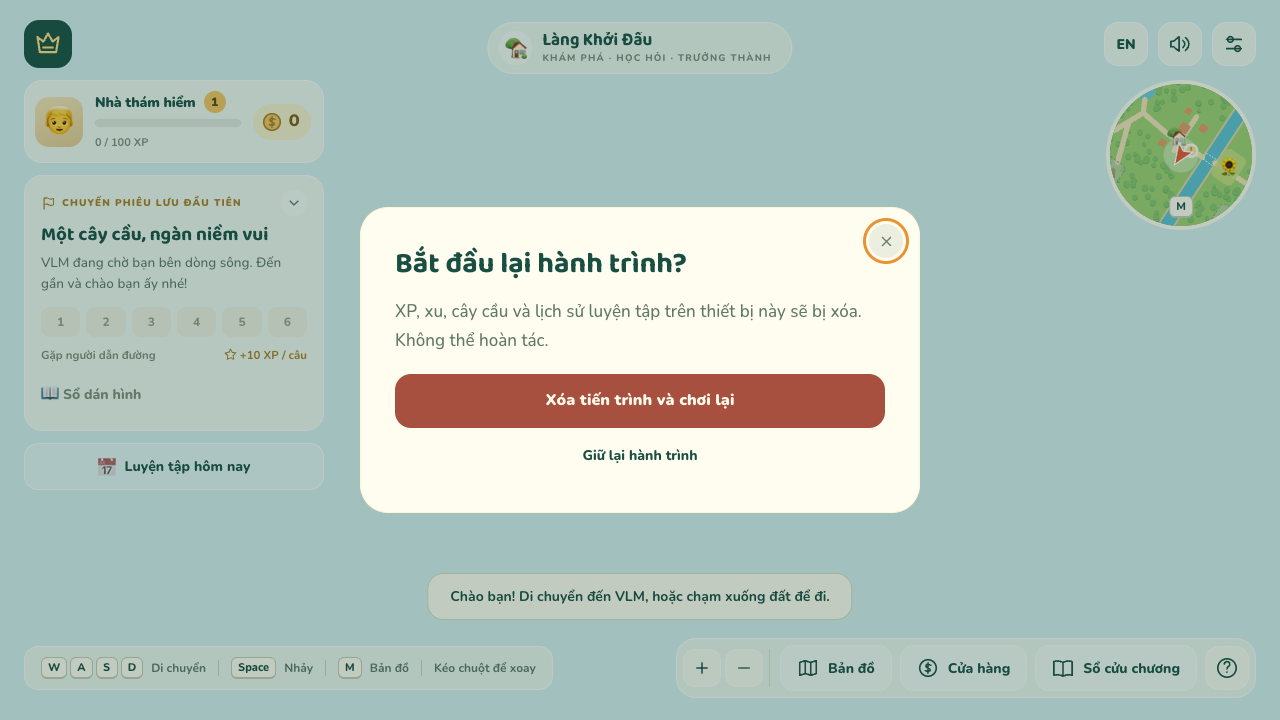 Làng Khởi Đầu
KHÁM PHÁ · HỌC HỎI · TRƯỞNG THÀNH
EN
Nhà thám hiểm 1
0
0 / 100 XP
M
CHUYẾN PHIÊU LƯU ĐẦU TIÊN
Một cây cầu, ngàn niềm vui
VLM đang chờ bạn bên dòng sông. Đến
gần và chào bạn ấy nhé!
1 2 3 4 5 6
Gặp người dẫn đường +10 XP / câu
Sổ dán hình
Luyện tập hôm nay
Bắt đầu lại hành trình?
XP, xu, cây cầu và lịch sử luyện tập trên thiết bị này sẽ bị xóa.
Không thể hoàn tác.
Xóa tiến trình và chơi lại
Giữ lại hành trình
Chào bạn! Di chuyển đến VLM, hoặc chạm xuống đất để đi.
W A S D Di chuyển Space Nhảy M Bản đồ Kéo chuột để xoay
+ − Bản đồ Cửa hàng Sổ cửu chương ?